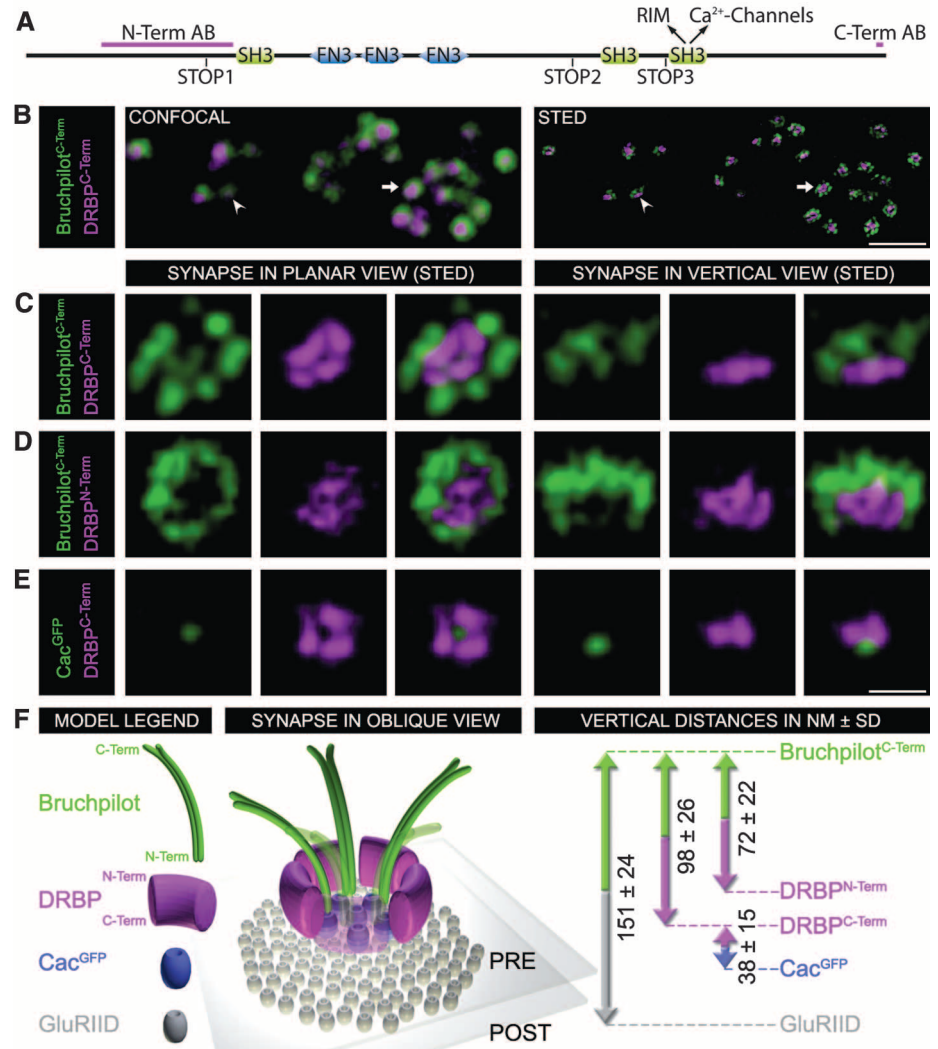 A
N-Term AB
RIM
Ca²⁺-Channels
C-Term AB
SH3
FN3
FN3
FN3
SH3
SH3
STOP1
STOP2
STOP3
B
Bruchpilot^C-Term
DRBP^C-Term
CONFOCAL
STED
SYNAPSE IN PLANAR VIEW (STED)
SYNAPSE IN VERTICAL VIEW (STED)
C
Bruchpilot^C-Term
DRBP^C-Term
D
Bruchpilot^C-Term
DRBP^N-Term
E
Cac^GFP
DRBP^C-Term
F
MODEL LEGEND
SYNAPSE IN OBLIQUE VIEW
VERTICAL DISTANCES IN NM ± SD
C-Term
Bruchpilot
N-Term
N-Term
DRBP
C-Term
Cac^GFP
GluRIID
PRE
POST
151 ± 24
98 ± 26
72 ± 22
38 ± 15
Bruchpilot^C-Term
DRBP^N-Term
DRBP^C-Term
Cac^GFP
GluRIID